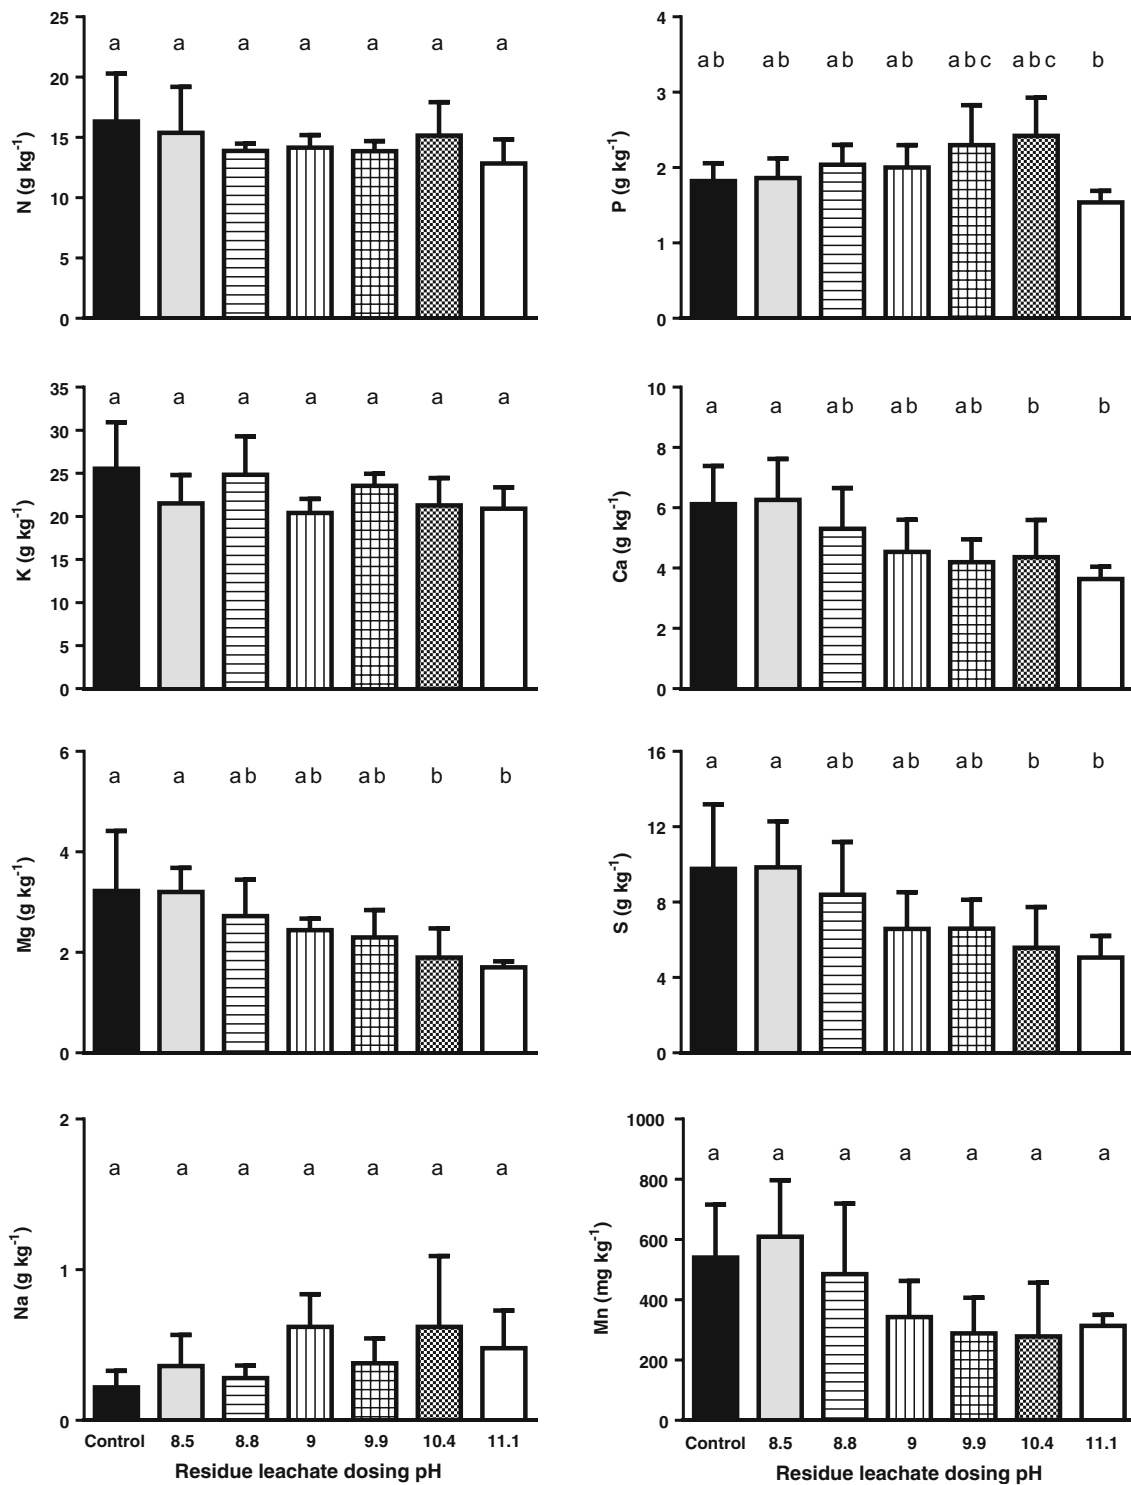 25
20
15
10
5
0
N (g kg-1)
a a a a a a a
4
3
2
1
0
P (g kg-1)
ab ab ab ab abc abc b
35
30
25
20
15
10
5
0
K (g kg-1)
a a a a a a a
10
8
6
4
2
0
Ca (g kg-1)
a a ab ab ab b b
6
4
2
0
Mg (g kg-1)
a a ab ab ab b b
16
12
8
4
0
S (g kg-1)
a a ab ab ab b b
2
1
0
Na (g kg-1)
a a a a a a a
Control 8.5 8.8 9 9.9 10.4 11.1
Residue leachate dosing pH
1000
800
600
400
200
0
Mn (mg kg-1)
a a a a a a a
Control 8.5 8.8 9 9.9 10.4 11.1
Residue leachate dosing pH